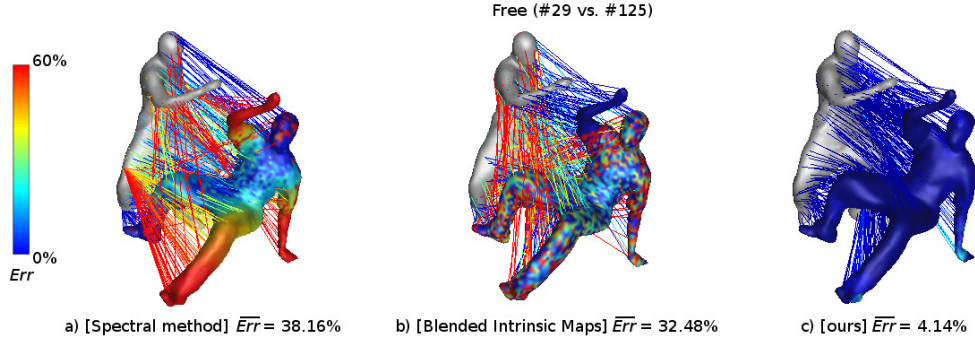 Free (#29 vs. #125)
60%
0%
Err
a) [Spectral method] Err = 38.16%
b) [Blended Intrinsic Maps] Err = 32.48%
c) [ours] Err = 4.14%